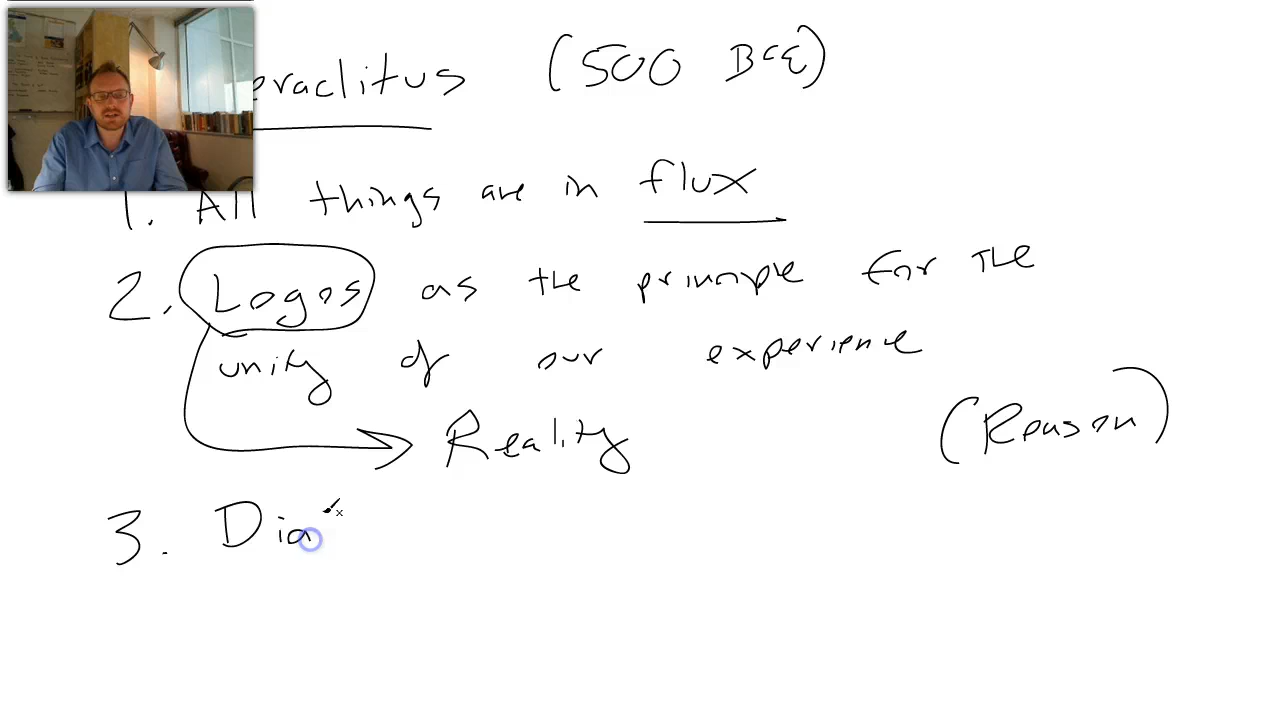 eraclitus (500 BCE)
1. All things are in flux
2. Logos as the principle for the
unity of our experience
(Reason)
Reality
3. Dia